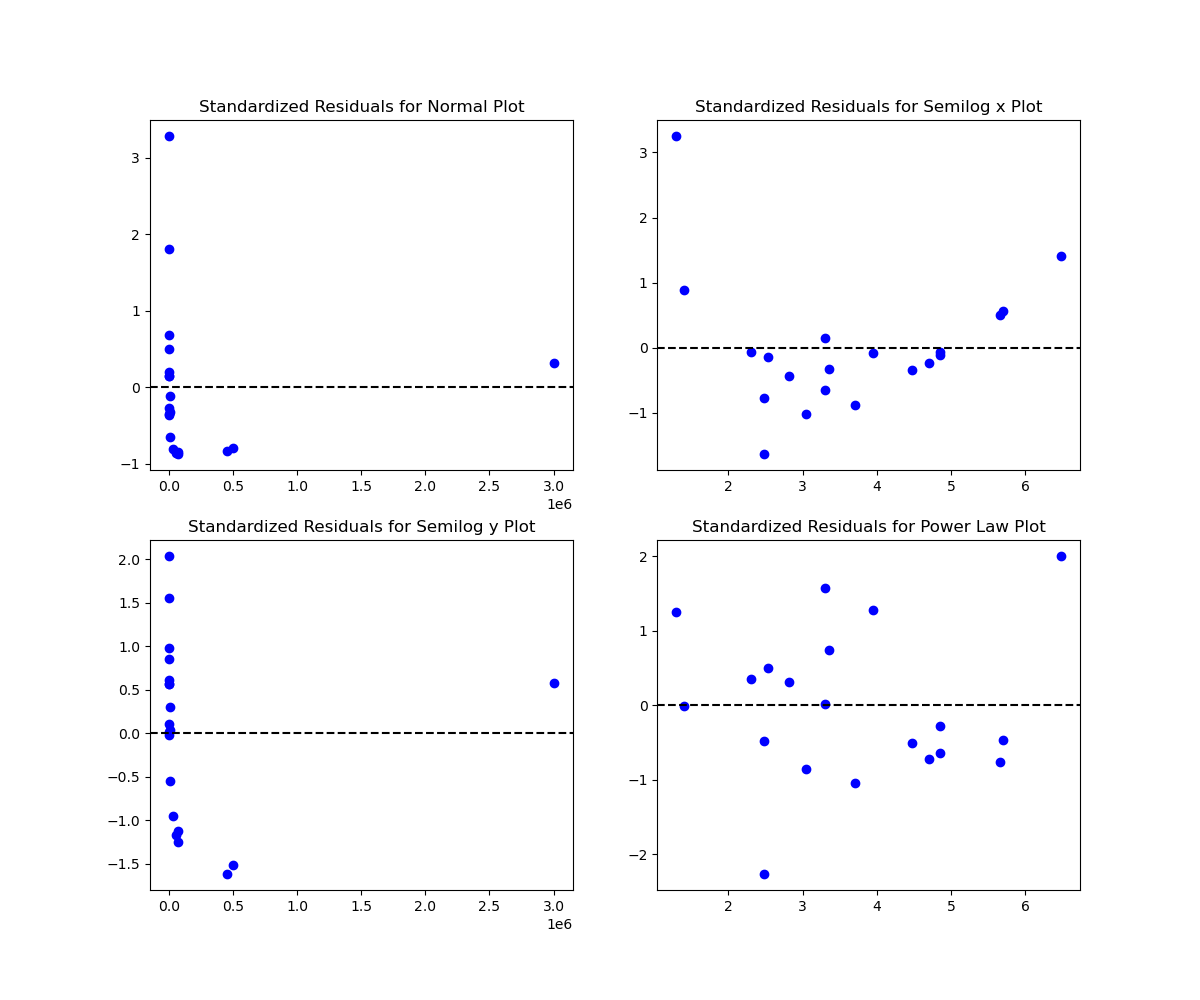 Standardized Residuals for Normal Plot
3
2
1
0
−1
0.0 0.5 1.0 1.5 2.0 2.5 3.0
1e6
Standardized Residuals for Semilog x Plot
3
2
1
0
−1
2 3 4 5 6
Standardized Residuals for Semilog y Plot
2.0
1.5
1.0
0.5
0.0
−0.5
−1.0
−1.5
0.0 0.5 1.0 1.5 2.0 2.5 3.0
1e6
Standardized Residuals for Power Law Plot
2
1
0
−1
−2
2 3 4 5 6